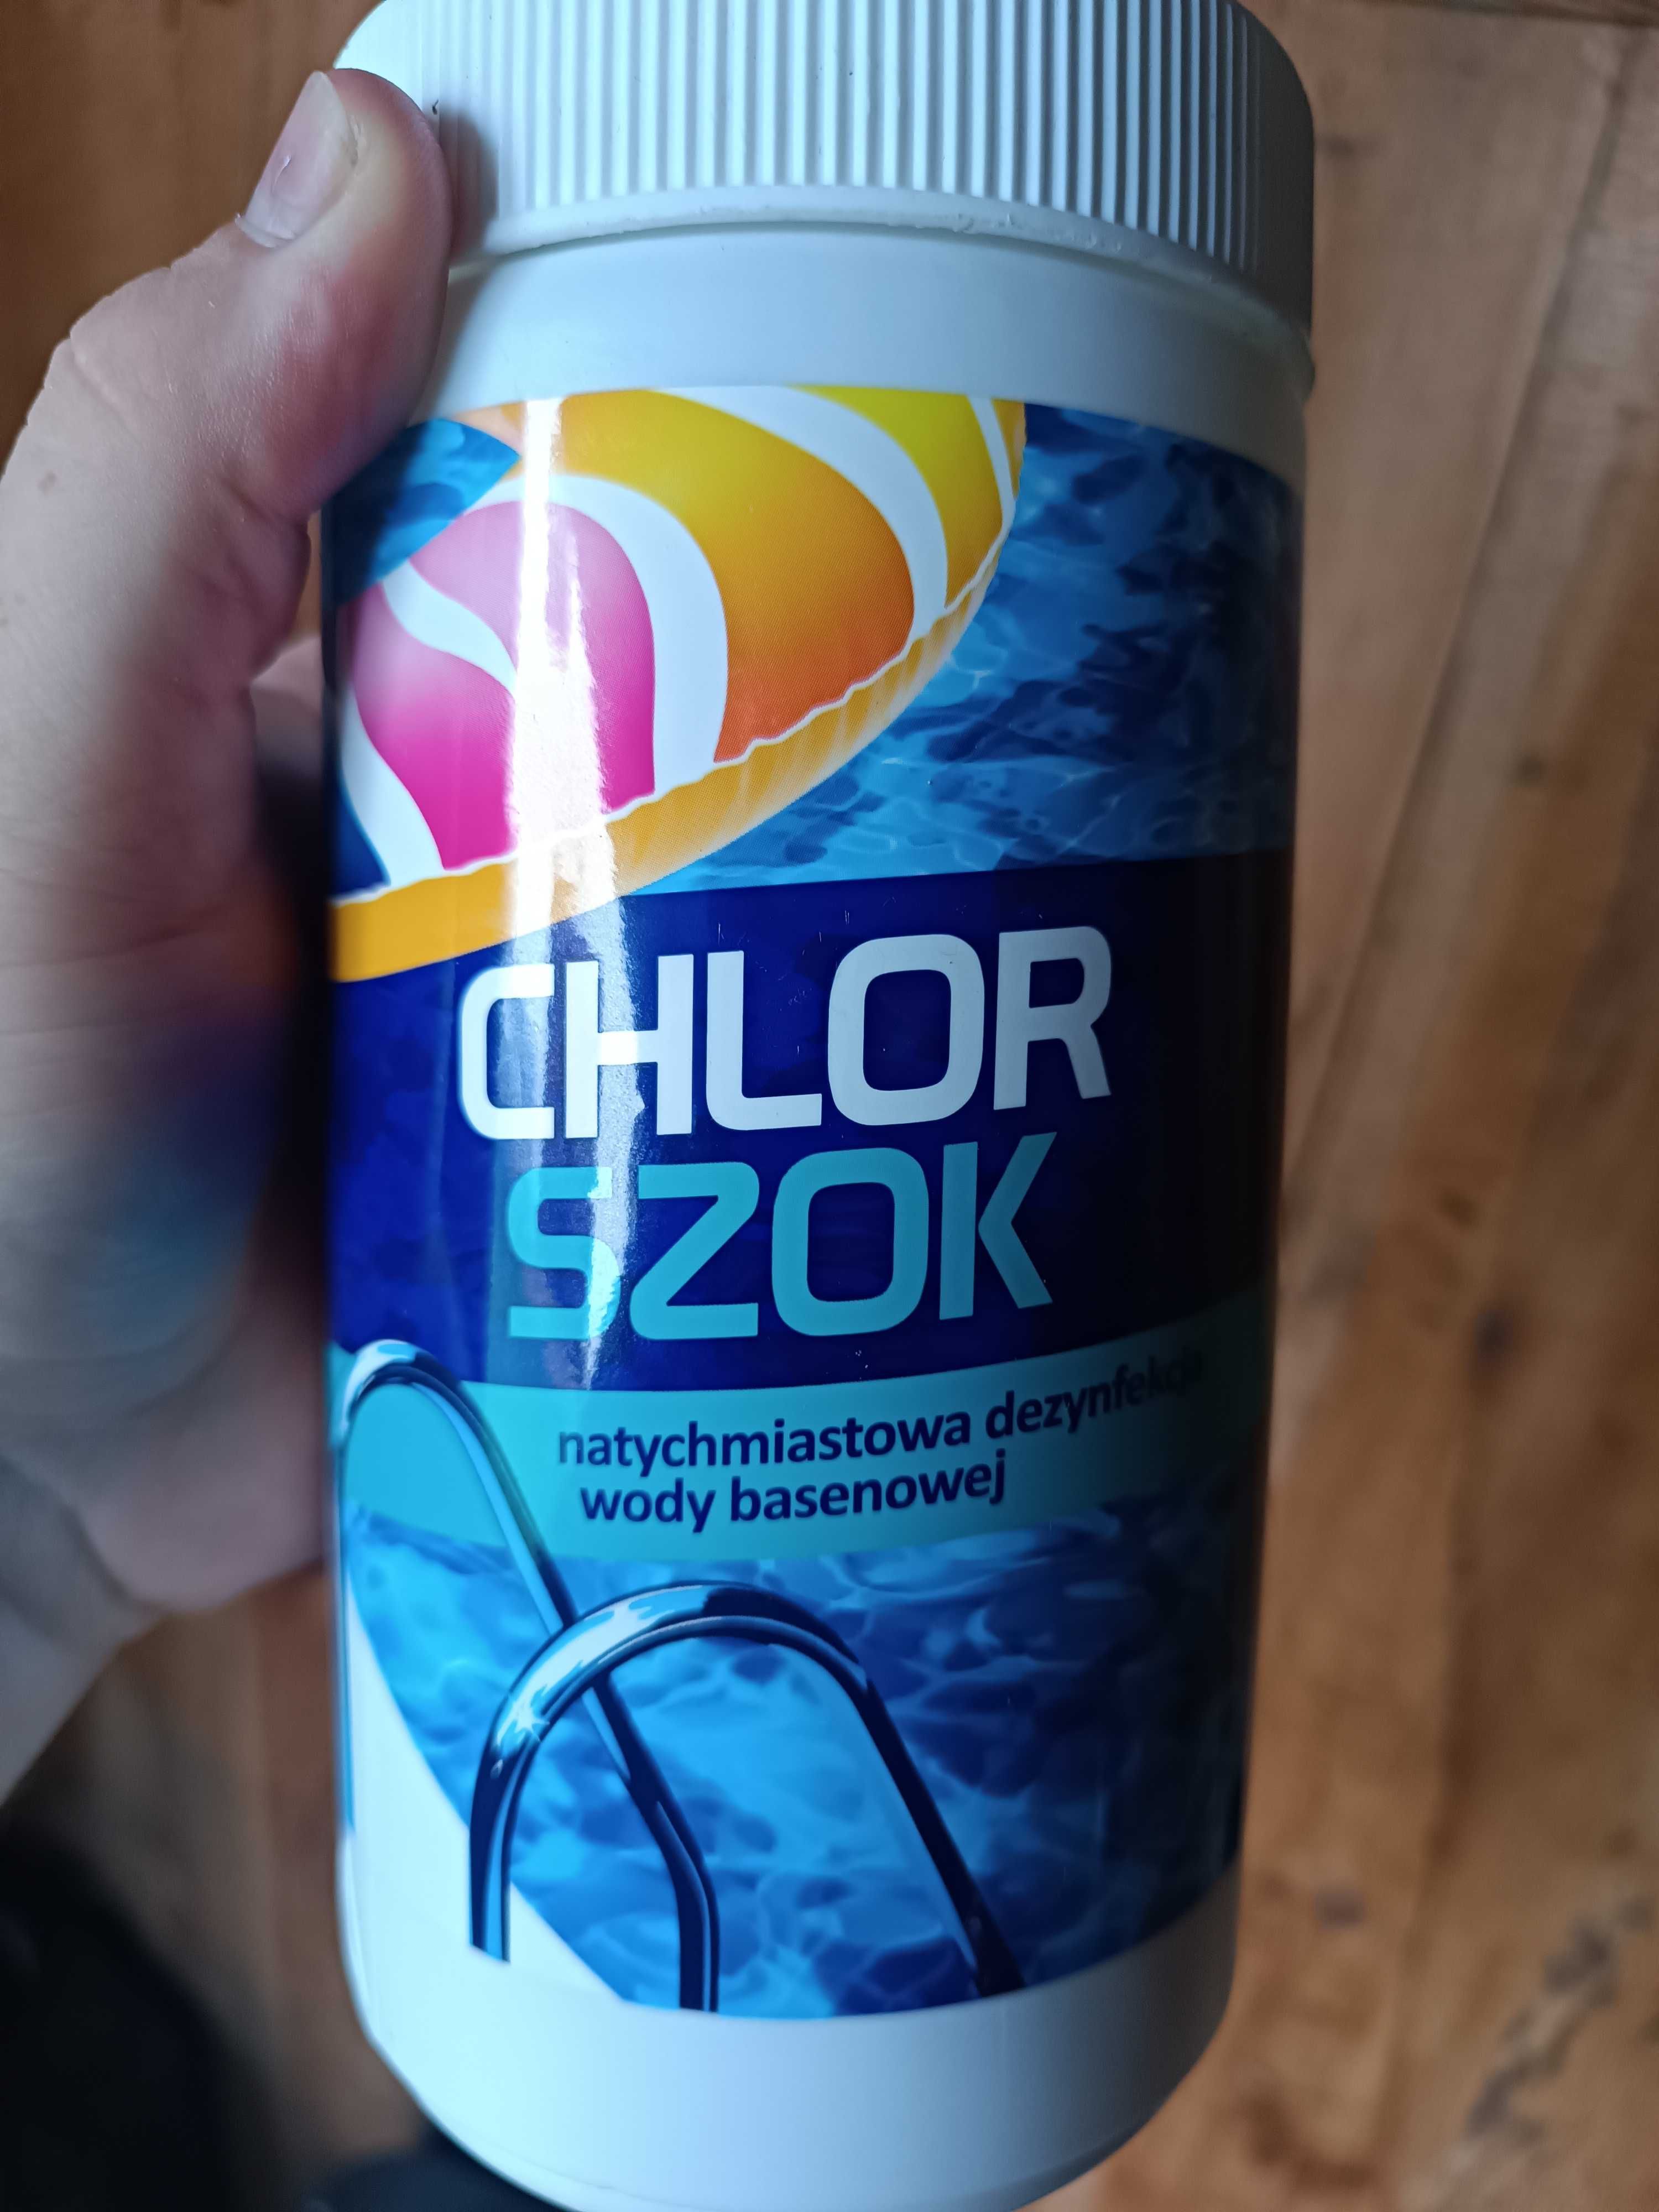 CHLOR
SZOK
natychmiastowa dezynfekcja
wody basenowej